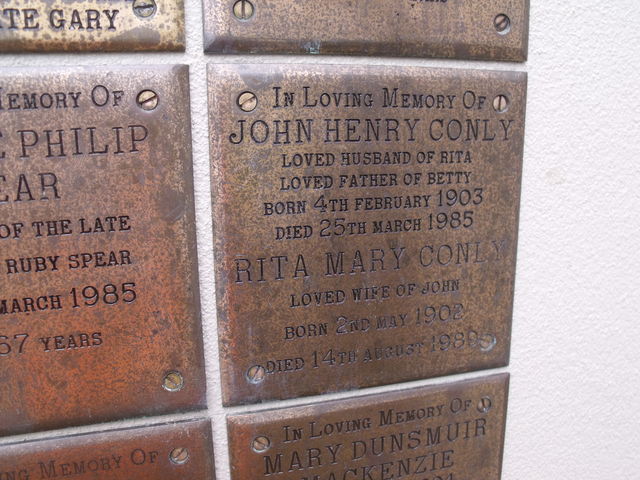 TE GARY
MEMORY OF
PHILIP
EAR
OF THE LATE
RUBY SPEAR
MARCH 1985
67 YEARS
MEMORY OF
IN LOVING MEMORY OF
JOHN HENRY CONLY
LOVED HUSBAND OF RITA
LOVED FATHER OF BETTY
BORN 4TH FEBRUARY 1903
DIED 25TH MARCH 1985
RITA MARY CONLY
LOVED WIFE OF JOHN
BORN 2ND MAY 1902
DIED 14TH AUGUST 1989
IN LOVING MEMORY OF
MARY DUNSMUIR
MACKENZIE